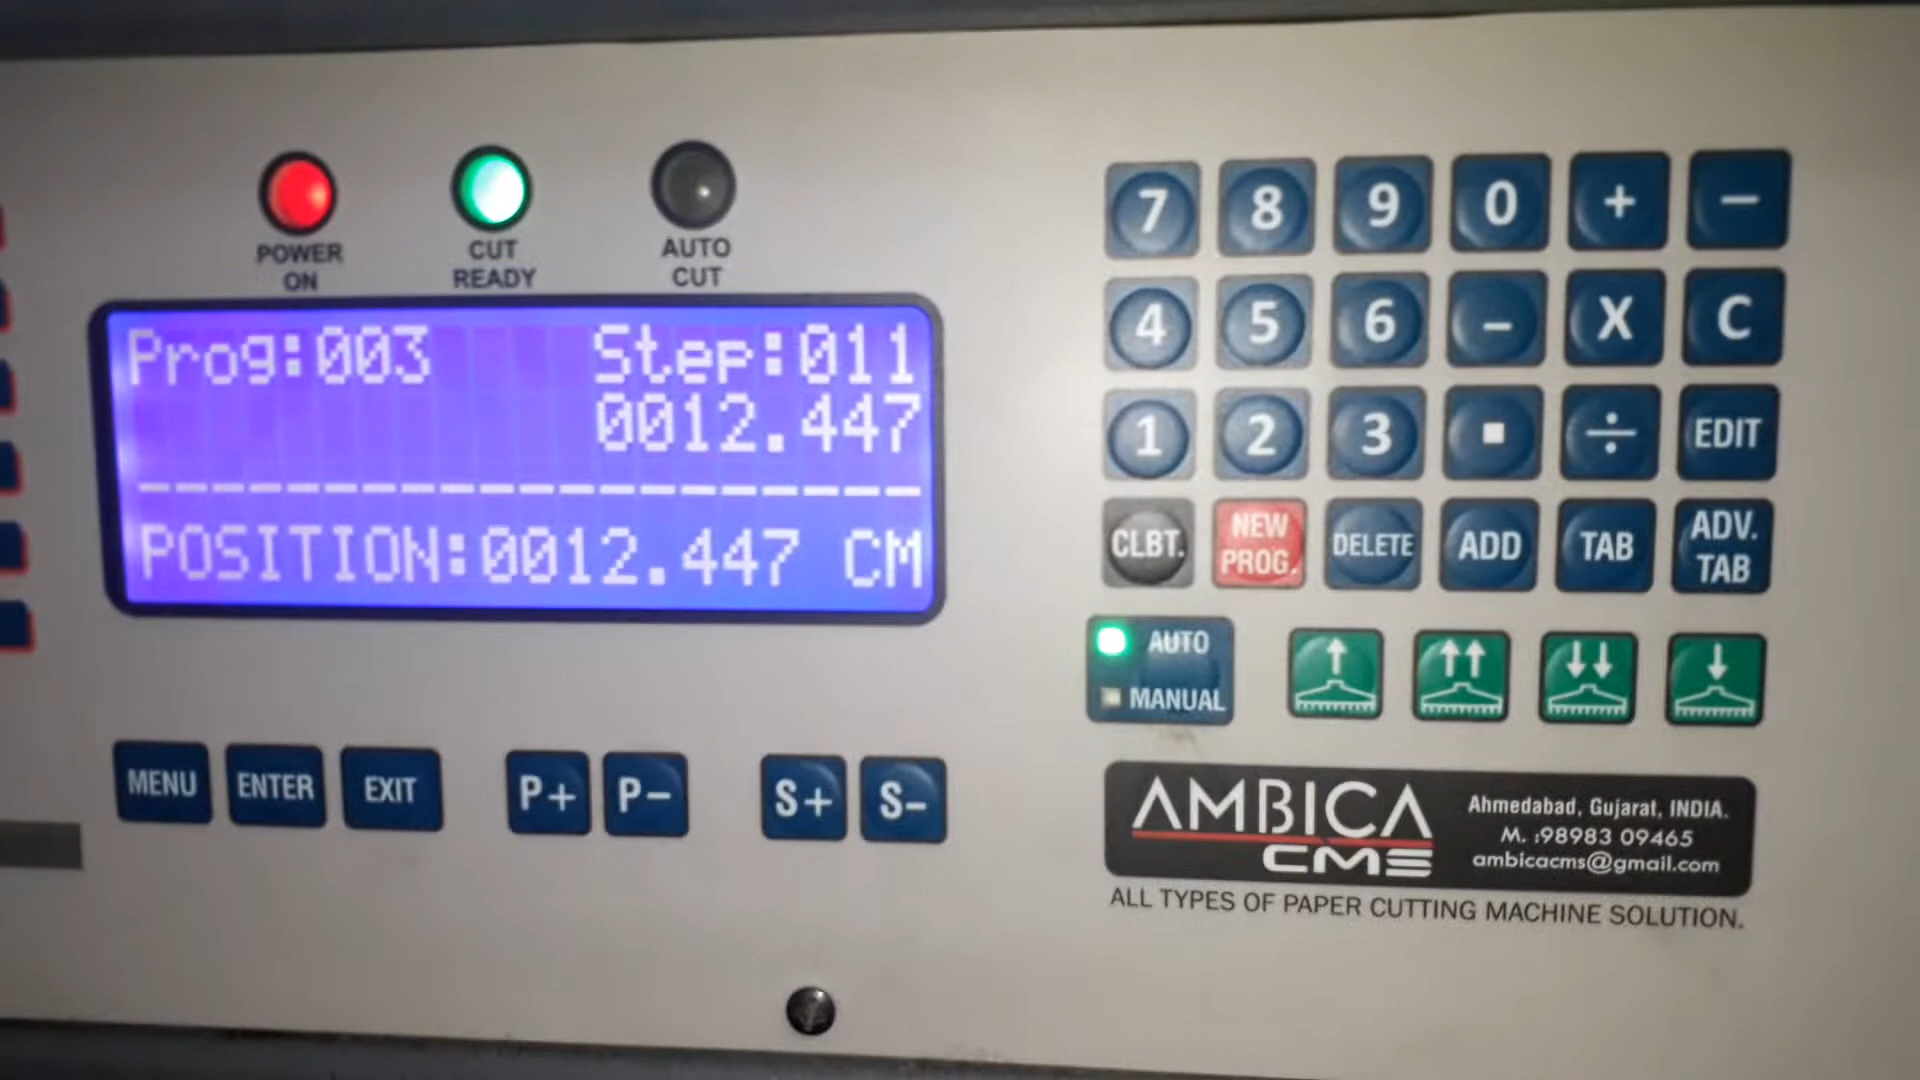 POWER ON
CUT READY
AUTO CUT
Prog:003 Step:011
0012.447
--------------------
POSITION:0012.447 CM
MENU ENTER EXIT P+ P- S+ S-
7 8 9 0 + −
4 5 6 − X C
1 2 3 . ÷ EDIT
CLBT. NEW PROG. DELETE ADD TAB ADV. TAB
AUTO
MANUAL
AMBICA
CMS
Ahmedabad, Gujarat, INDIA.
M. :98983 09465
ambicacms@gmail.com
ALL TYPES OF PAPER CUTTING MACHINE SOLUTION.